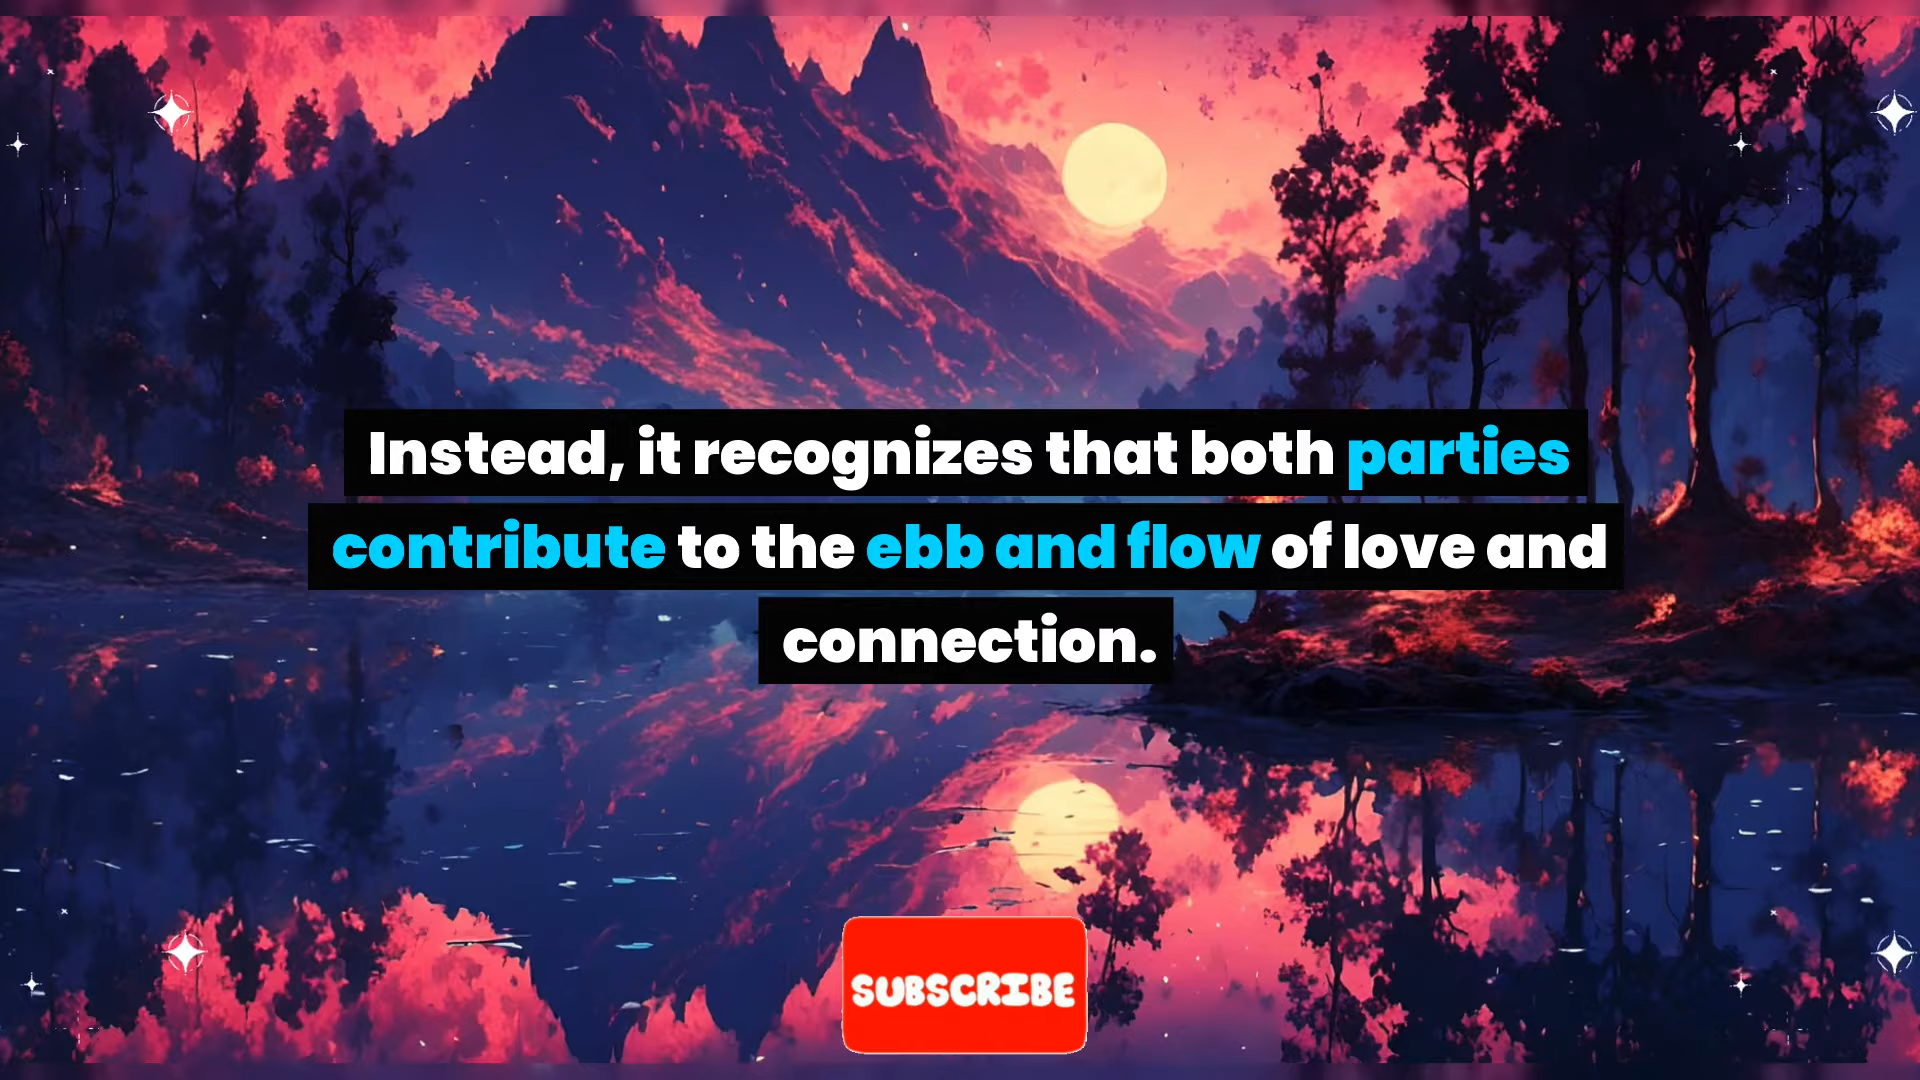 Instead, it recognizes that both parties
contribute to the ebb and flow of love and
connection.
SUBSCRIBE